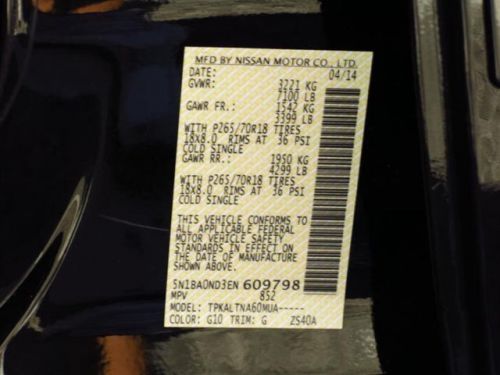 MFD BY NISSAN MOTOR CO., LTD.
DATE: 04/14
GVWR: 3221 KG
7100 LB
GAWR FR.: 1542 KG
3399 LB
WITH P265/70R18 TIRES
18X8.0 RIMS AT 36 PSI
COLD SINGLE
GAWR RR.: 1950 KG
4299 LB
WITH P265/70R18 TIRES
18X8.0 RIMS AT 36 PSI
COLD SINGLE
THIS VEHICLE CONFORMS TO
ALL APPLICABLE FEDERAL
MOTOR VEHICLE SAFETY
STANDARDS IN EFFECT ON
THE DATE OF MANUFACTURE
SHOWN ABOVE.
5N1BA0ND3EN 609798
MPV 852
MODEL: TPKALTNA60MUA-----
COLOR: G10 TRIM: G ZS40A